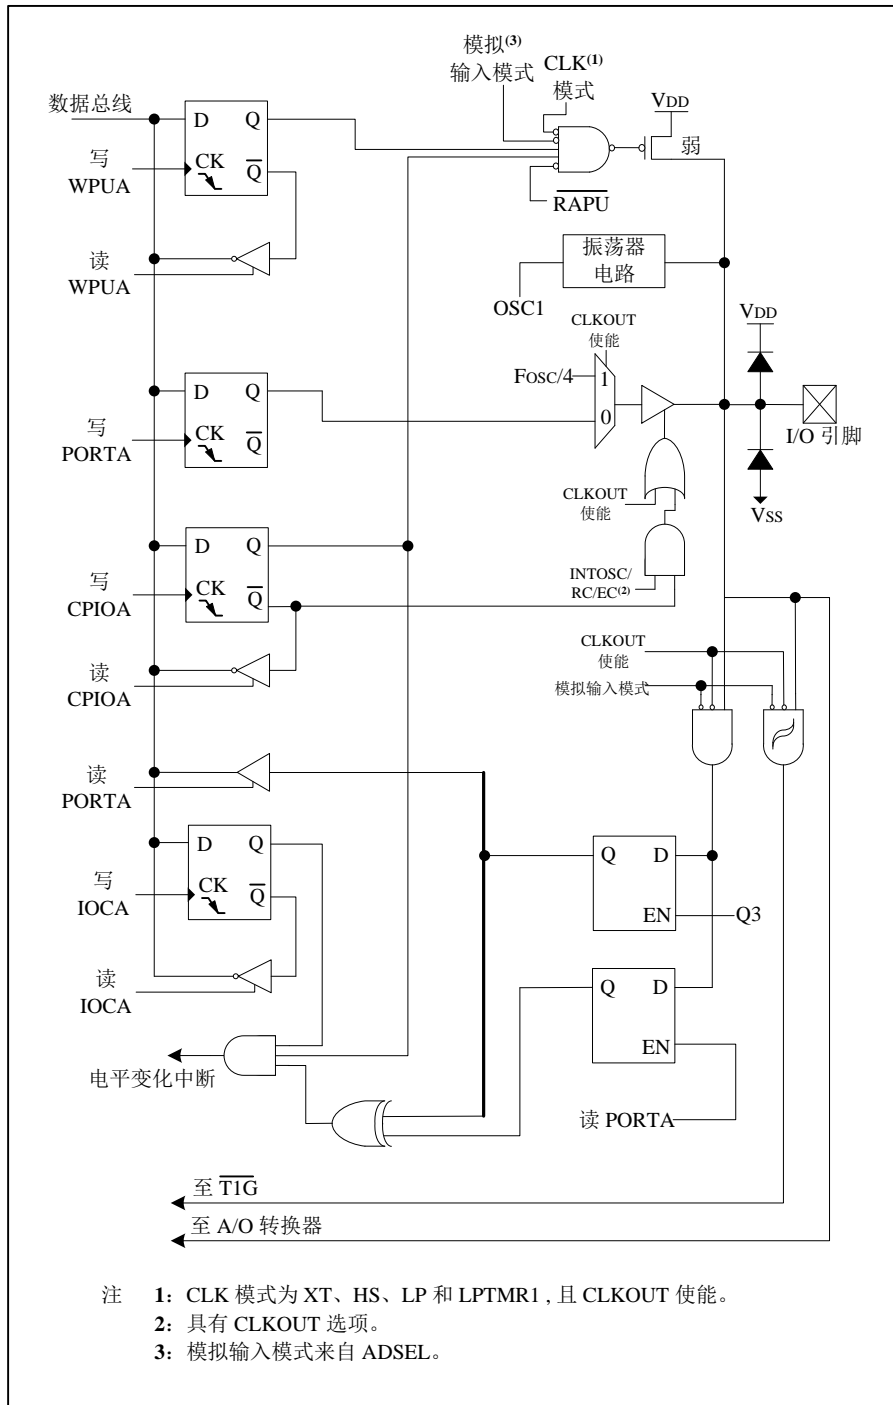 模拟(3)
输入模式
CLK(1)
模式
VDD
弱
数据总线
D Q
CK Q
写
WPUA
RAPU
读
WPUA
振荡器
电路
OSC1
CLKOUT
使能
VDD
FOSC/4
1
0
D Q
CK Q
写
PORTA
I/O 引脚
VSS
CLKOUT
使能
D Q
CK Q
写
CPIOA
INTOSC/
RC/EC(2)
读
CPIOA
CLKOUT
使能
模拟输入模式
读
PORTA
D Q
CK Q
写
IOCA
Q D
EN
Q3
读
IOCA
Q D
EN
电平变化中断
读 PORTA
至 T1G
至 A/O 转换器
注 1: CLK 模式为 XT、HS、LP 和 LPTMR1 , 且 CLKOUT 使能。
2: 具有 CLKOUT 选项。
3: 模拟输入模式来自 ADSEL。